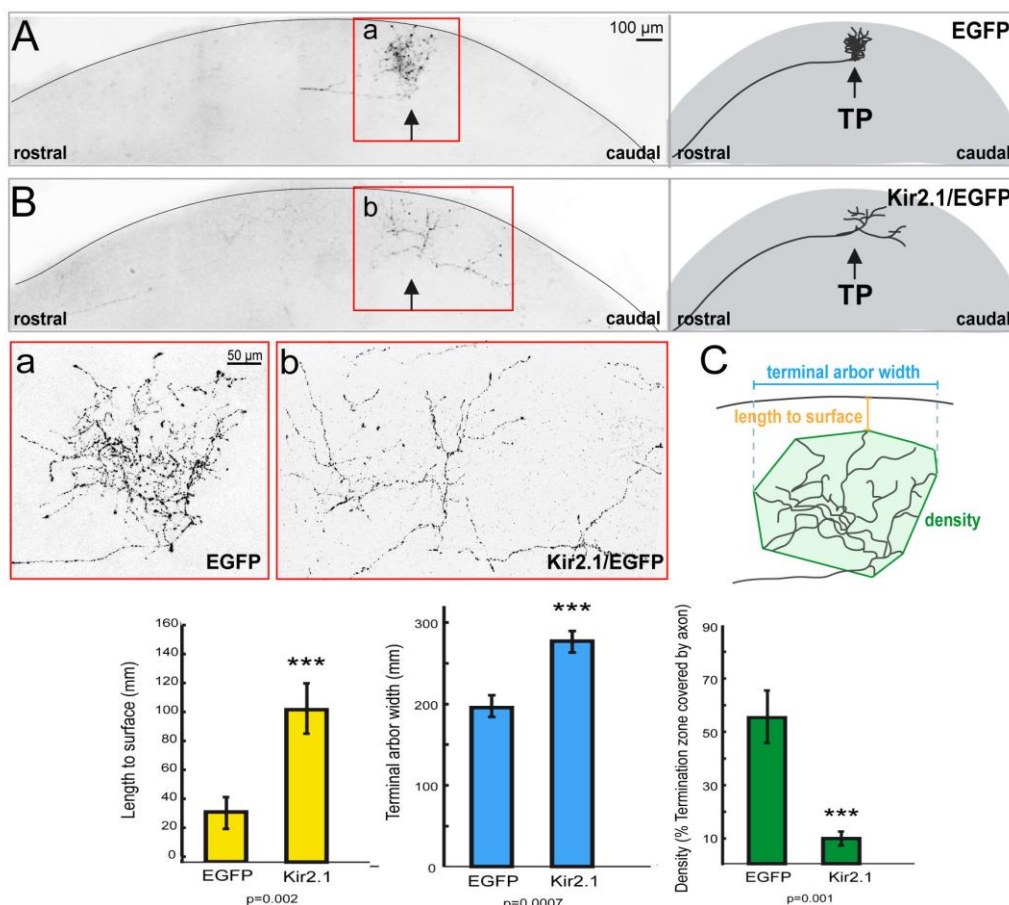 A
a
100 µm
rostral
caudal
EGFP
TP
rostral
caudal
B
b
rostral
caudal
Kir2.1/EGFP
TP
rostral
caudal
a
50 µm
EGFP
b
Kir2.1/EGFP
C
terminal arbor width
length to surface
density
Length to surface (mm)
160
140
120
100
80
60
40
20
0
***
EGFP
Kir2.1
p=0.002
Terminal arbor width (mm)
300
200
100
0
***
EGFP
Kir2.1
p=0.0007
Density (% Termination zone covered by axon)
90
70
50
30
10
***
EGFP
Kir2.1
p=0.001